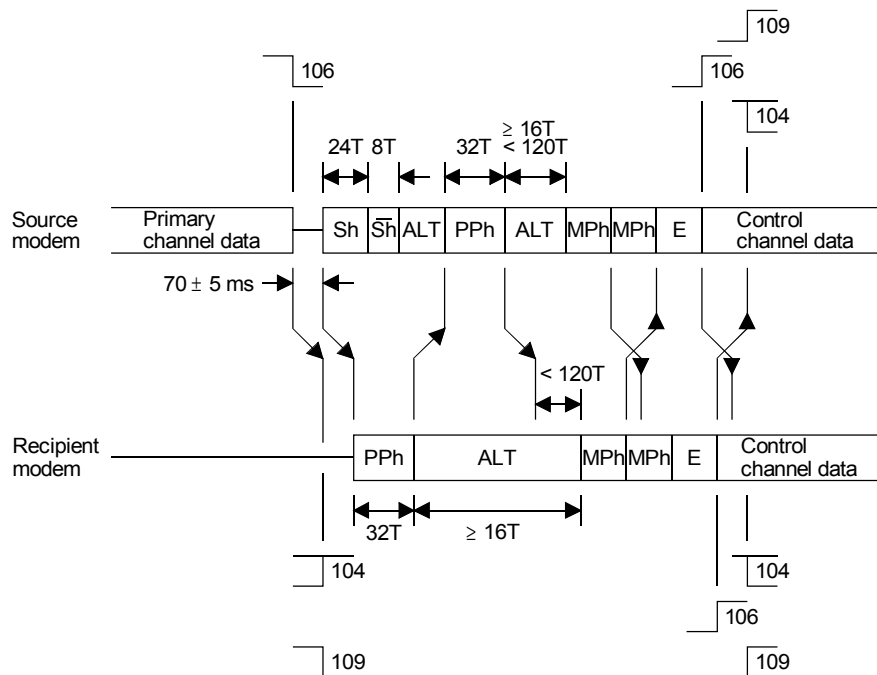 109
106
106
104
≥ 16T
24T 8T 32T < 120T
Source modem
Primary channel data
Sh S̅h̅ ALT PPh ALT MPh MPh E
Control channel data
70 ± 5 ms
< 120T
Recipient modem
PPh ALT MPh MPh E
Control channel data
32T ≥ 16T
104
104
106
109
109